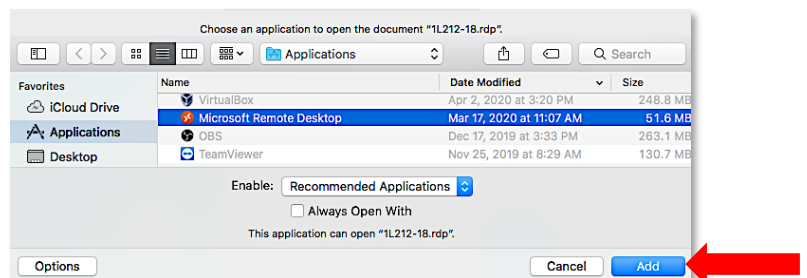 Choose an application to open the document “1L212-18.rdp”.
Applications
Search
Favorites
iCloud Drive
Applications
Desktop
Name Date Modified Size
VirtualBox Apr 2, 2020 at 3:20 PM 248.8 MB
Microsoft Remote Desktop Mar 17, 2020 at 11:07 AM 51.6 MB
OBS Dec 17, 2019 at 3:33 PM 263.1 MB
TeamViewer Nov 25, 2019 at 8:29 AM 130.7 MB
Enable: Recommended Applications
Always Open With
This application can open “1L212-18.rdp”.
Options Cancel Add